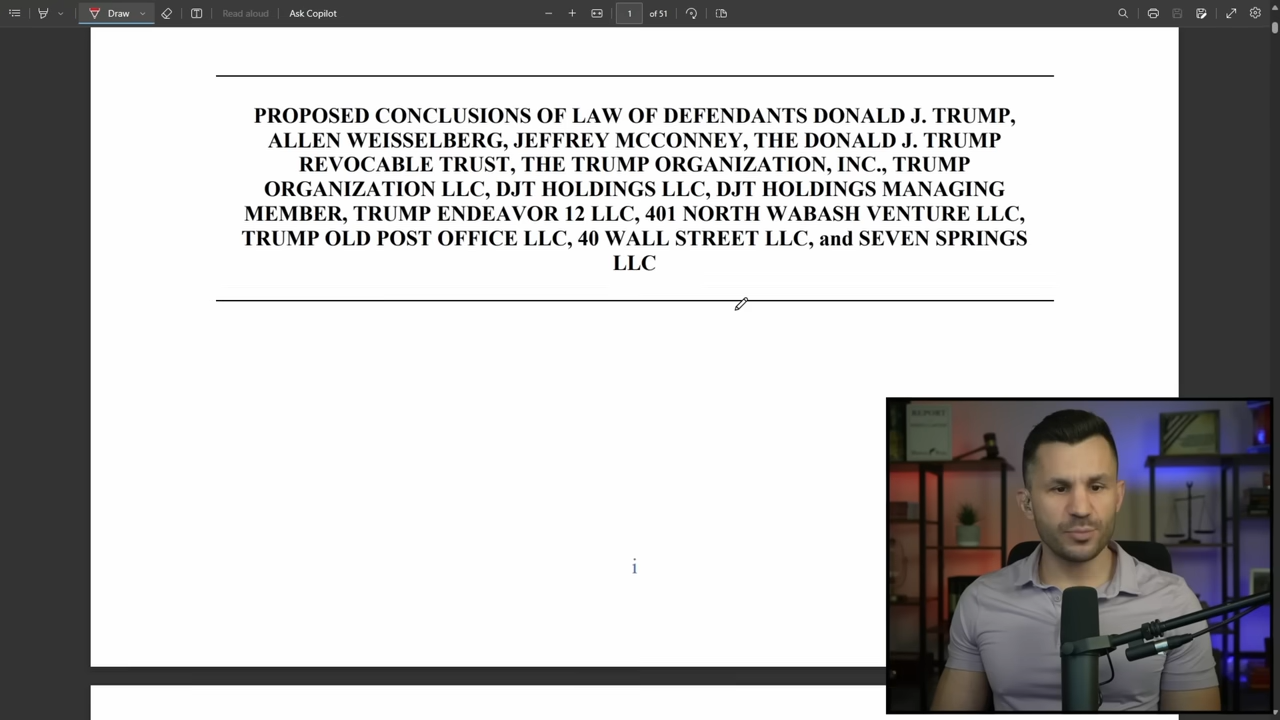 Draw
Read aloud
Ask Copilot
1
of 51
PROPOSED CONCLUSIONS OF LAW OF DEFENDANTS DONALD J. TRUMP,
ALLEN WEISSELBERG, JEFFREY MCCONNEY, THE DONALD J. TRUMP
REVOCABLE TRUST, THE TRUMP ORGANIZATION, INC., TRUMP
ORGANIZATION LLC, DJT HOLDINGS LLC, DJT HOLDINGS MANAGING
MEMBER, TRUMP ENDEAVOR 12 LLC, 401 NORTH WABASH VENTURE LLC,
TRUMP OLD POST OFFICE LLC, 40 WALL STREET LLC, and SEVEN SPRINGS
LLC
i
REPORT